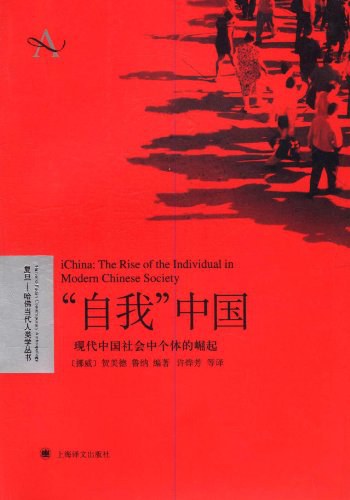 A
iChina: The Rise of the Individual in
Modern Chinese Society
“自我”中国
现代中国社会中个体的崛起
〔挪威〕贺美德 鲁纳 编著 许烨芳 等译
复旦—哈佛当代人类学丛书
上海译文出版社